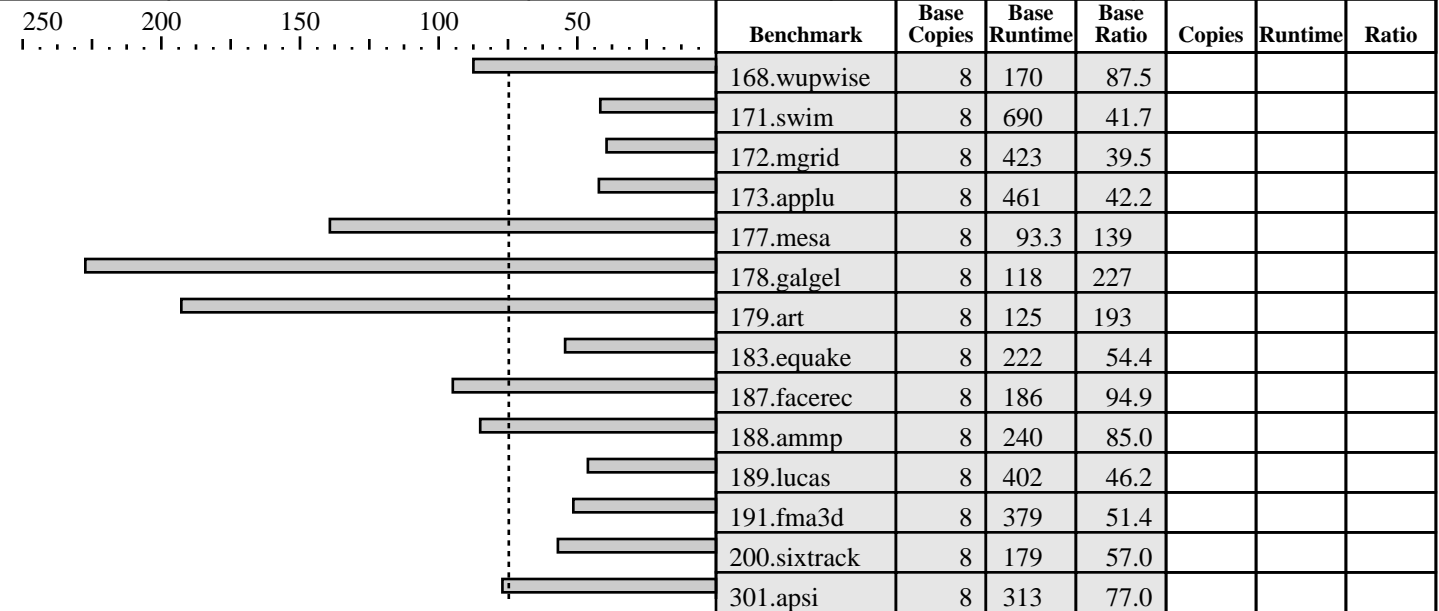 250 200 150 100 50 Benchmark Base Copies Base Runtime Base Ratio Copies Runtime Ratio
168.wupwise 8 170 87.5
171.swim 8 690 41.7
172.mgrid 8 423 39.5
173.applu 8 461 42.2
177.mesa 8 93.3 139
178.galgel 8 118 227
179.art 8 125 193
183.equake 8 222 54.4
187.facerec 8 186 94.9
188.ammp 8 240 85.0
189.lucas 8 402 46.2
191.fma3d 8 379 51.4
200.sixtrack 8 179 57.0
301.apsi 8 313 77.0